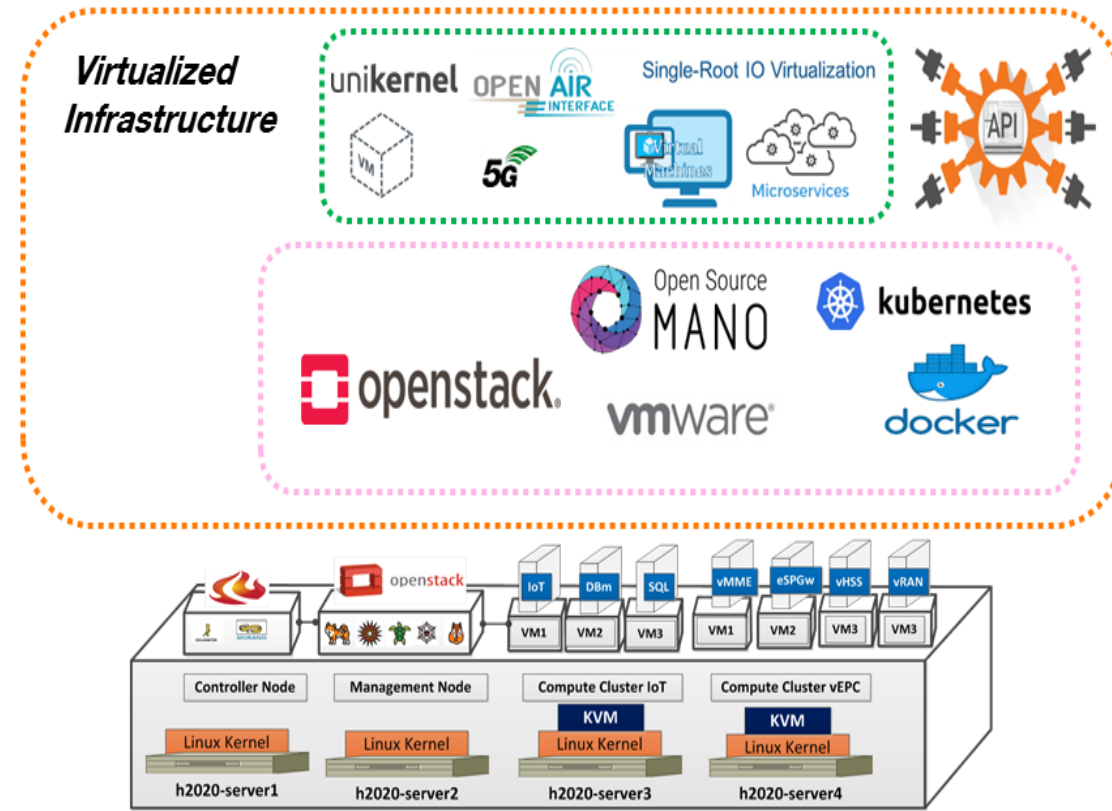 Virtualized
Infrastructure
unikernel
OPEN AIR
INTERFACE
Single-Root IO Virtualization
API
VM
5G
Virtual
Machines
Microservices
Open Source
MANO
kubernetes
openstack.
vmware®
docker
openstack
IoT
DBm
SQL
vMME
eSPGw
vHSS
vRAN
MURANO
VM1
VM2
VM3
VM1
VM2
VM3
VM3
Controller Node
Management Node
Compute Cluster IoT
Compute Cluster vEPC
KVM
KVM
Linux Kernel
Linux Kernel
Linux Kernel
Linux Kernel
h2020-server1
h2020-server2
h2020-server3
h2020-server4